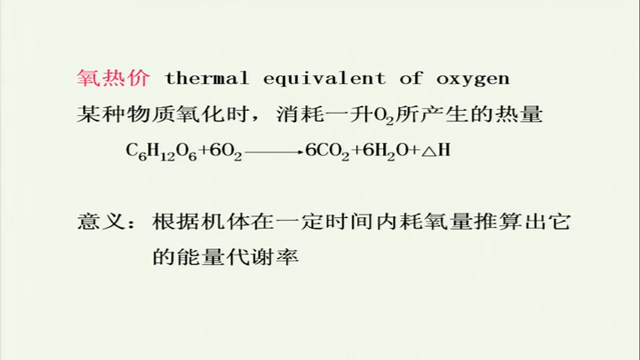 氧热价 thermal equivalent of oxygen
某种物质氧化时，消耗一升O₂所产生的热量
C₆H₁₂O₆+6O₂→6CO₂+6H₂O+△H
意义：根据机体在一定时间内耗氧量推算出它
的能量代谢率